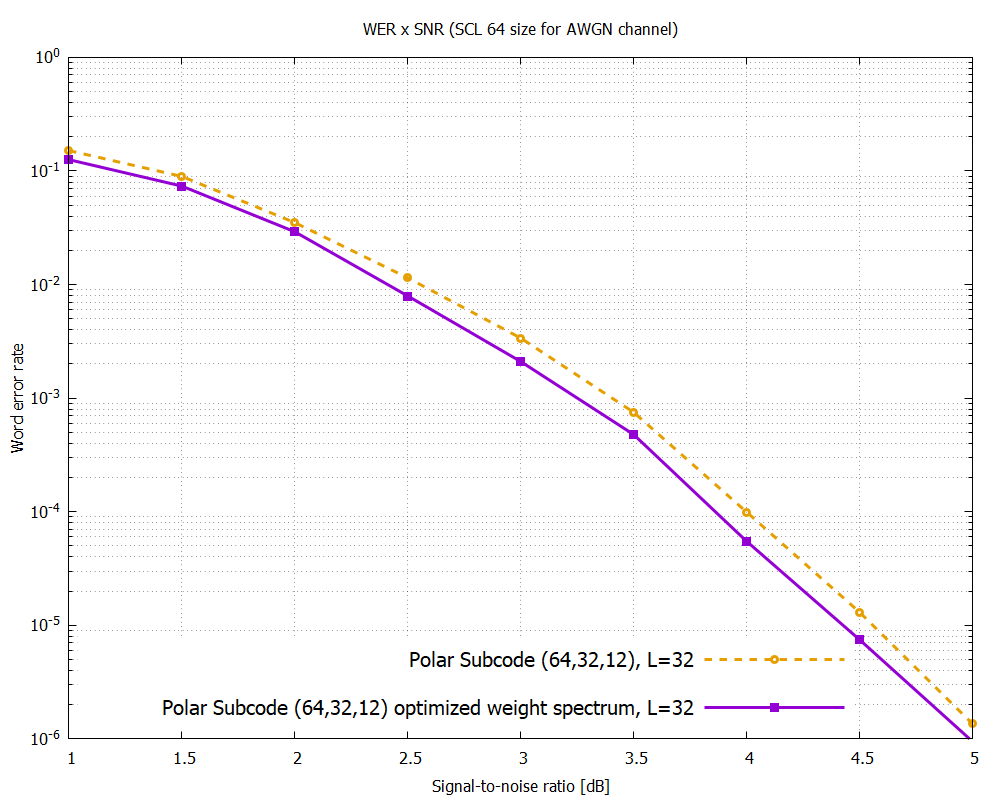 WER x SNR (SCL 64 size for AWGN channel)
10^0
10^-1
10^-2
10^-3
10^-4
10^-5
10^-6
Word error rate
Polar Subcode (64,32,12), L=32
Polar Subcode (64,32,12) optimized weight spectrum, L=32
1 1.5 2 2.5 3 3.5 4 4.5 5
Signal-to-noise ratio [dB]